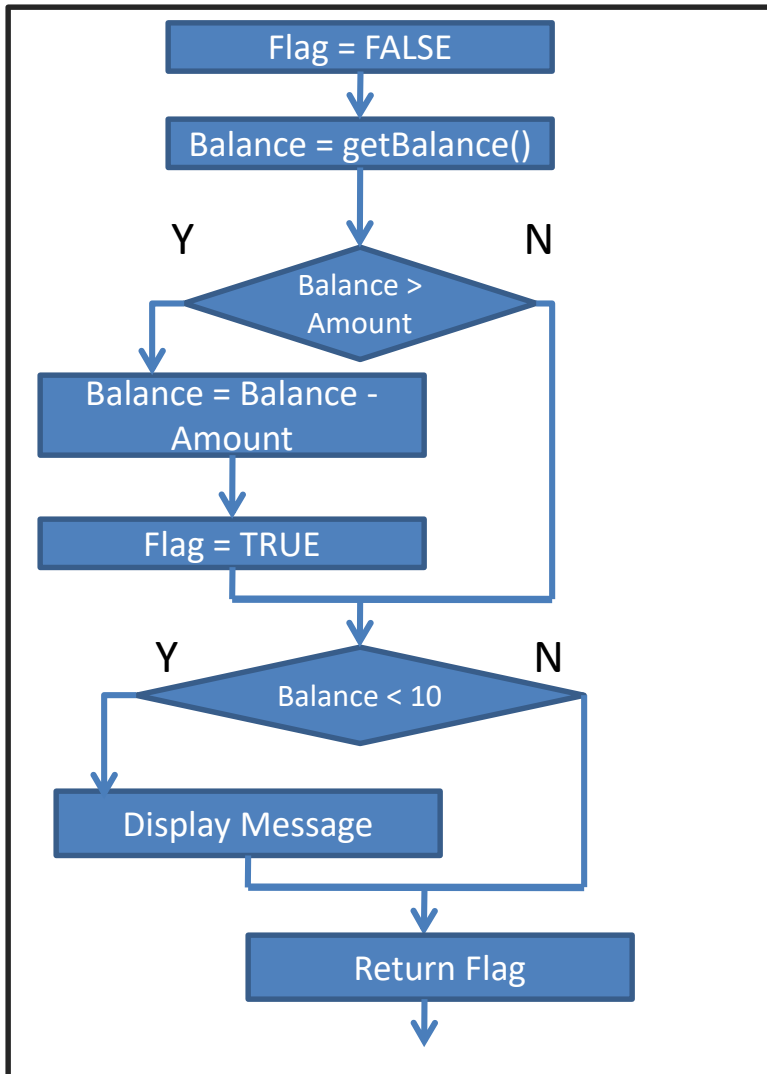 Flag = FALSE
Balance = getBalance()
Y
N
Balance >
Amount
Balance = Balance -
Amount
Flag = TRUE
Y
N
Balance < 10
Display Message
Return Flag